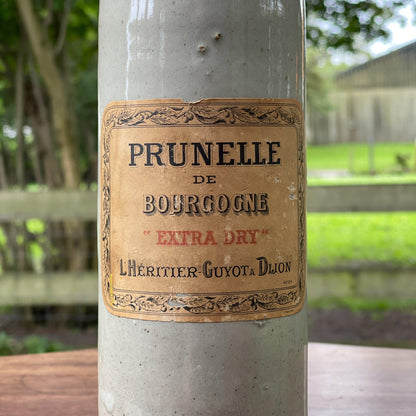 PRUNELLE
DE
BOURGOGNE
"EXTRA DRY"
L'HÉRITIER-GUYOT À DIJON